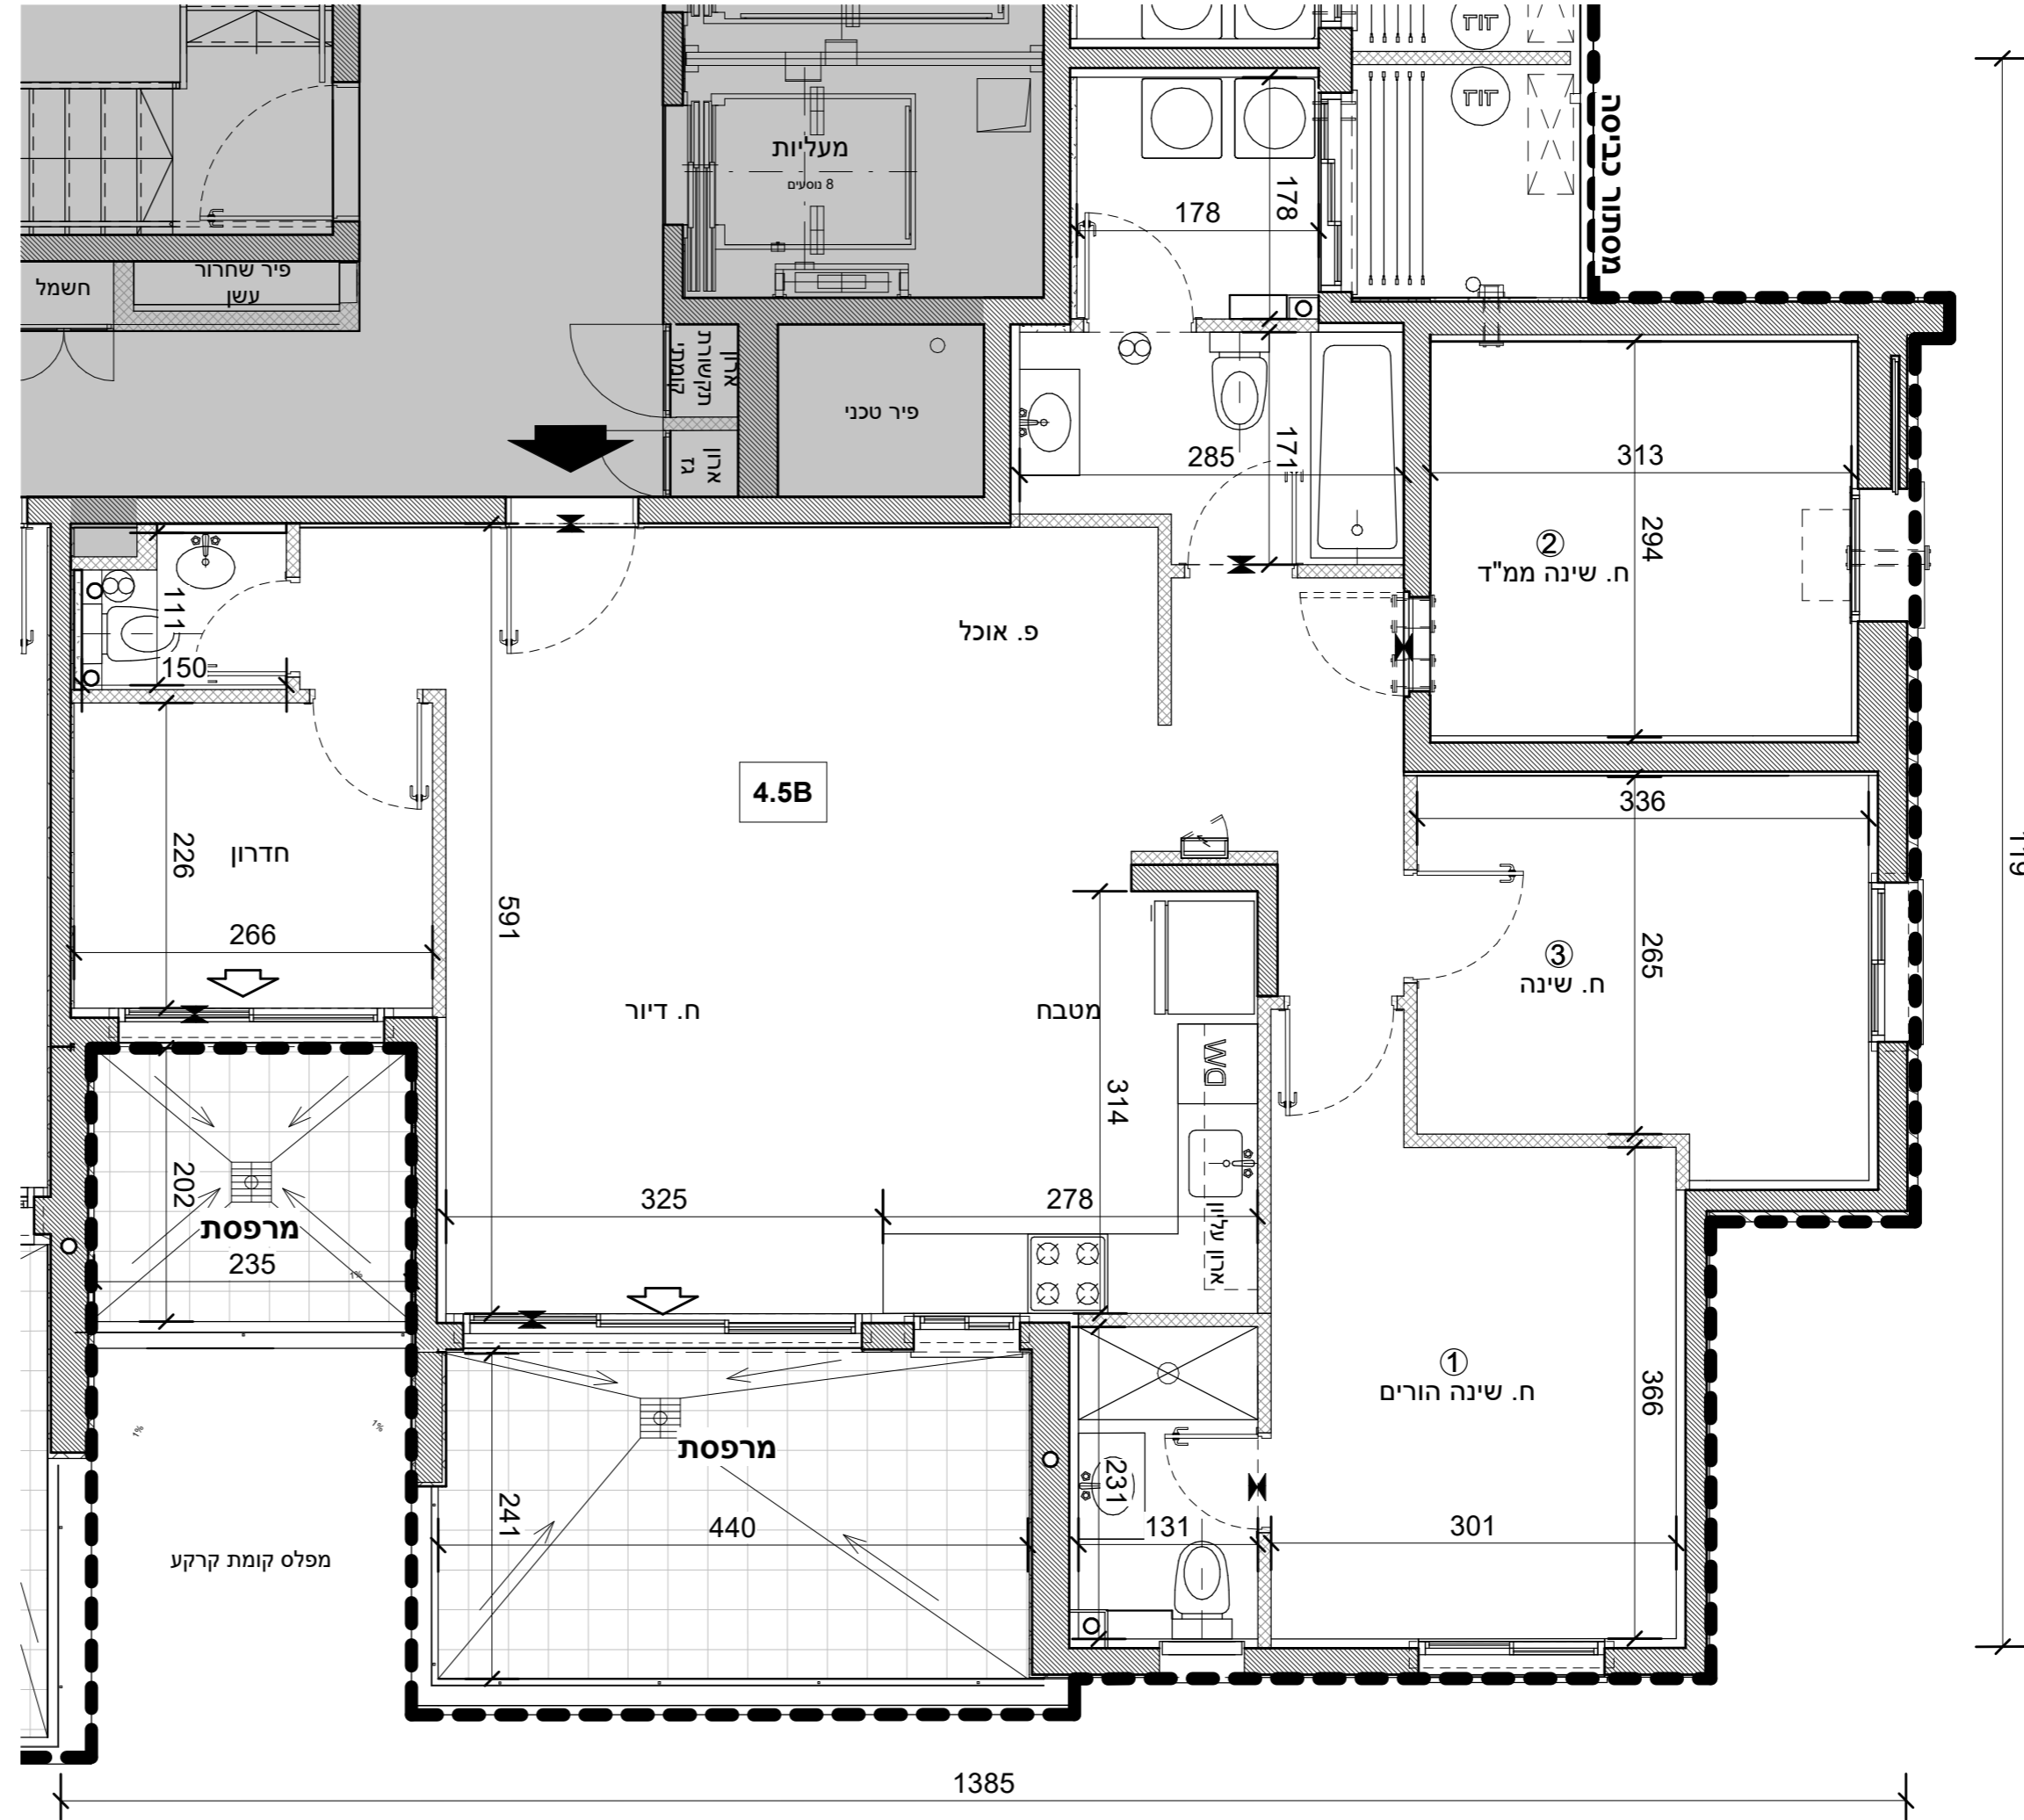 מעליות
8 נוסעים
דוד
דוד
מסתור כביסה
178
178
פיר שחרור
עשן
חשמל
ארון
תקשורת
קומתי
ארון
גז
פיר טכני
285
171
313
294
②
ח. שינה ממ"ד
111
150
פ. אוכל
4.5B
336
226
חדרון
266
591
265
③
ח. שינה
ח. דיור
מטבח
DW
314
ארון עליון
325
278
202
מרפסת
235
1%
1%
1%
①
ח. שינה הורים
366
מרפסת
241
440
231
131
301
מפלס קומת קרקע
1385